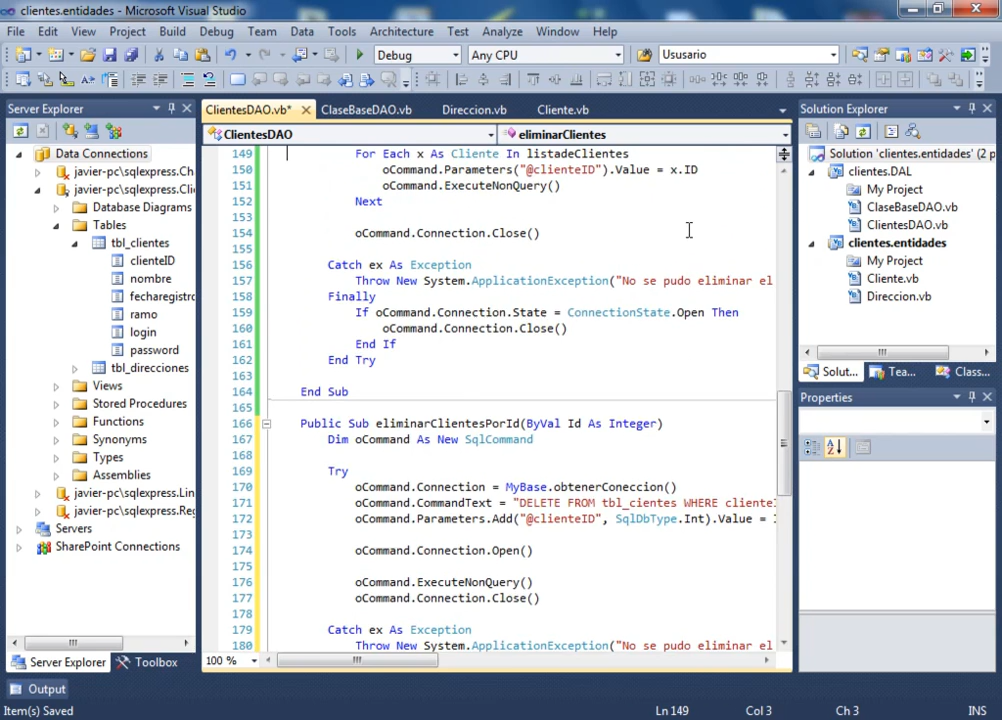 clientes.entidades - Microsoft Visual Studio
File Edit View Project Build Debug Team Data Tools Architecture Test Analyze Window Help
Debug Any CPU Usuario
Server Explorer
Data Connections
javier-pc\sqlexpress.Ch
javier-pc\sqlexpress.Cli
Database Diagrams
Tables
tbl_clientes
clienteID
nombre
fecharegistro
ramo
login
password
tbl_direcciones
Views
Stored Procedures
Functions
Synonyms
Types
Assemblies
javier-pc\sqlexpress.Lin
javier-pc\sqlexpress.Reg
Servers
SharePoint Connections
Server Explorer Toolbox
ClientesDAO.vb* ClaseBaseDAO.vb Direccion.vb Cliente.vb
ClientesDAO eliminarClientes
149 For Each x As Cliente In listadeClientes
150 oCommand.Parameters("@clienteID").Value = x.ID
151 oCommand.ExecuteNonQuery()
152 Next
153
154 oCommand.Connection.Close()
155
156 Catch ex As Exception
157 Throw New System.ApplicationException("No se pudo eliminar el
158 Finally
159 If oCommand.Connection.State = ConnectionState.Open Then
160 oCommand.Connection.Close()
161 End If
162 End Try
163
164 End Sub
165
166 Public Sub eliminarClientesPorId(ByVal Id As Integer)
167 Dim oCommand As New SqlCommand
168
169 Try
170 oCommand.Connection = MyBase.obtenerConeccion()
171 oCommand.CommandText = "DELETE FROM tbl_cientes WHERE cliente
172 oCommand.Parameters.Add("@clienteID", SqlDbType.Int).Value =
173
174 oCommand.Connection.Open()
175
176 oCommand.ExecuteNonQuery()
177 oCommand.Connection.Close()
178
179 Catch ex As Exception
180 Throw New System.ApplicationException("No se pudo eliminar el
100 %
Solution Explorer
Solution 'clientes.entidades' (2 p
clientes.DAL
My Project
ClaseBaseDAO.vb
ClientesDAO.vb
clientes.entidades
My Project
Cliente.vb
Direccion.vb
Solut... Tea... Class...
Properties
Output
Item(s) Saved Ln 149 Col 3 Ch 3 INS